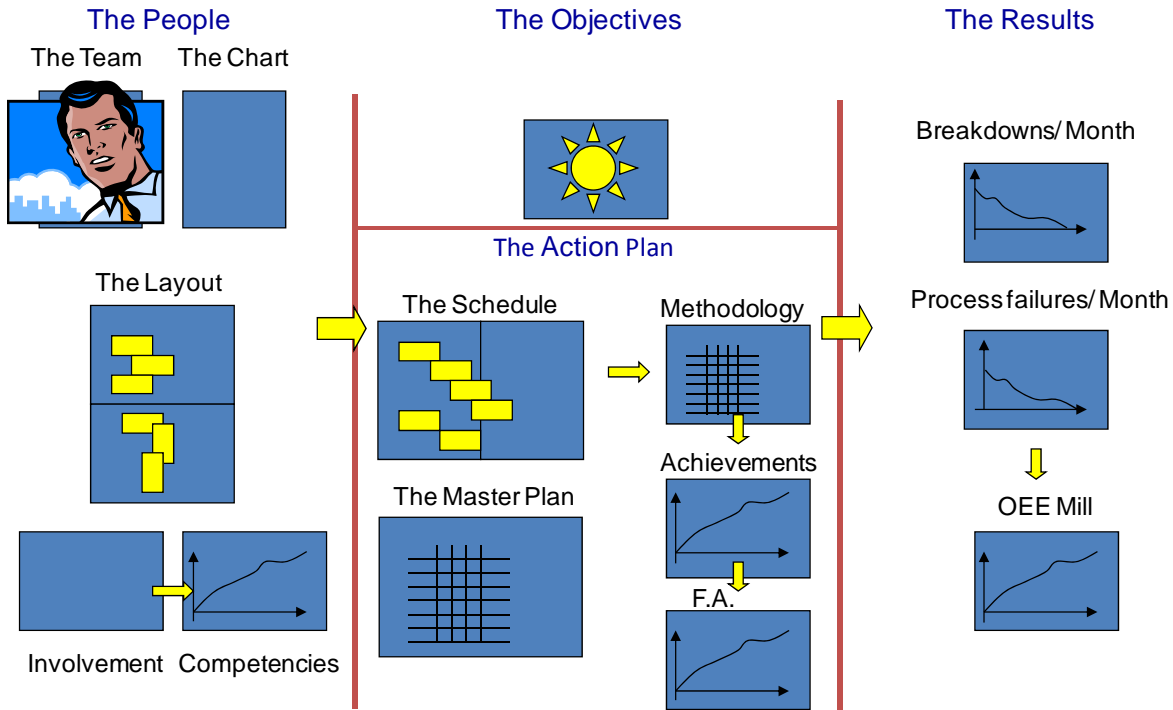 The People
The Objectives
The Results
The Team
The Chart
The Layout
Involvement
Competencies
The Action Plan
The Schedule
Methodology
The Master Plan
Achievements
F.A.
Breakdowns/ Month
Process failures/ Month
OEE Mill